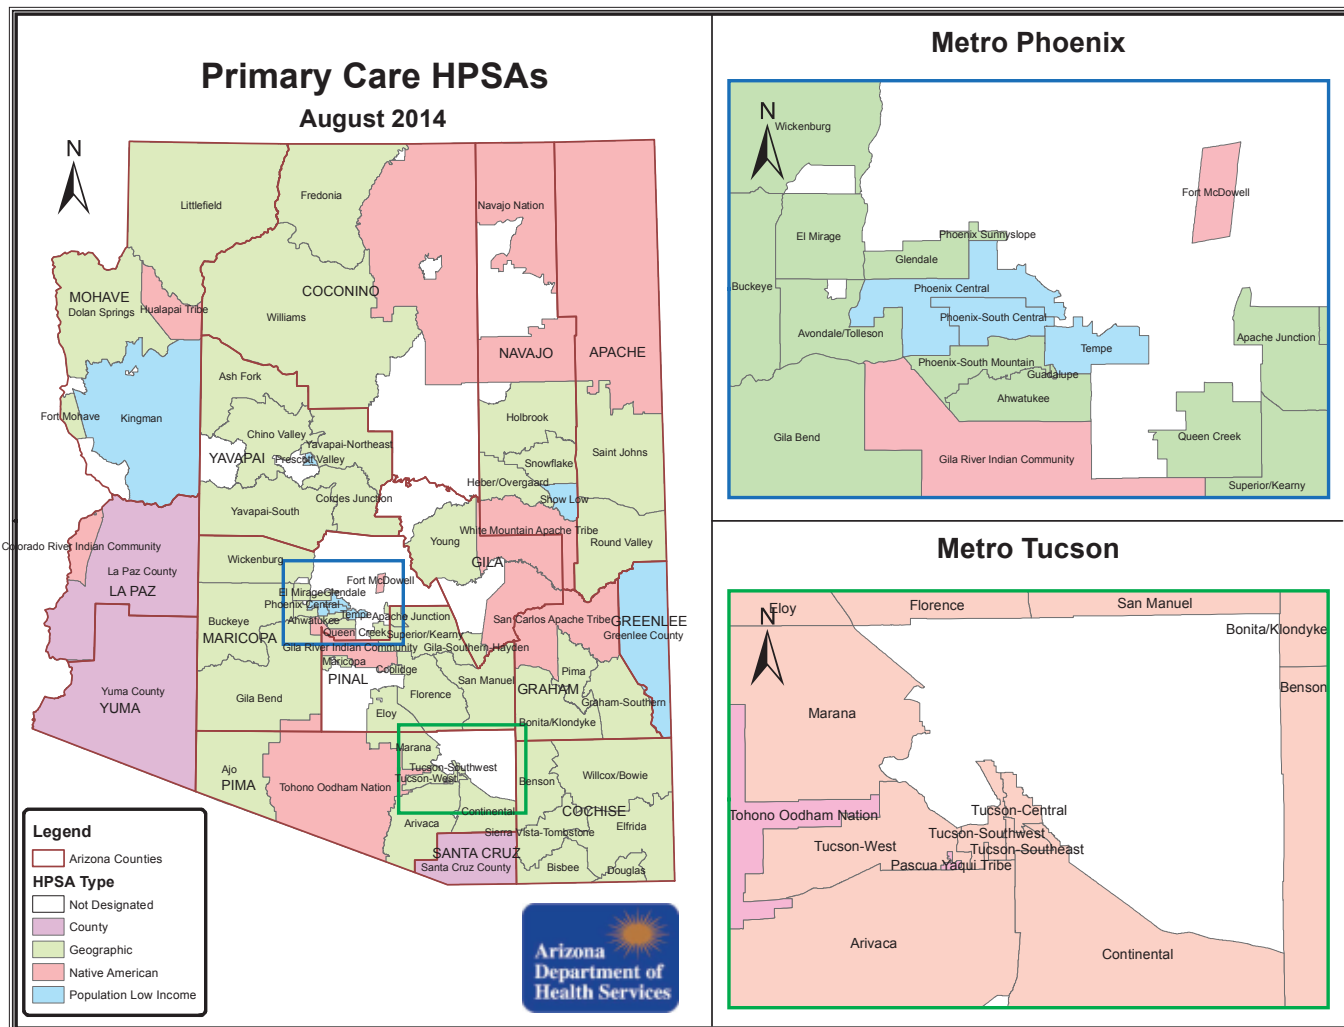 Primary Care HPSAs
August 2014
N
Littlefield
Fredonia
Navajo Nation
MOHAVE
Dolan Springs
Hualapai Tribe
COCONINO
Williams
NAVAJO
APACHE
Ash Fork
Fort Mohave
Kingman
Holbrook
Chino Valley
Yavapai-Northeast
YAVAPAI
Prescott Valley
Saint Johns
Snowflake
Heber/Overgaard
Show Low
Cordes Junction
Yavapai-South
White Mountain Apache Tribe
Young
Round Valley
Colorado River Indian Community
Wickenburg
GILA
La Paz County
LA PAZ
Fort McDowell
El Mirage
Glendale
Phoenix-Central
Tempe
Apache Junction
Buckeye
Ahwatukee
San Carlos Apache Tribe
GREENLEE
Greenlee County
MARICOPA
Queen Creek
Superior/Kearny
Gila River Indian Community
Gila-Southern-Hayden
Maricopa
Coolidge
PINAL
Pima
San Manuel
GRAHAM
Yuma County
YUMA
Gila Bend
Florence
Graham-Southern
Eloy
Bonita/Klondyke
Marana
Ajo
PIMA
Tucson-Southwest
Tucson-West
Tohono Oodham Nation
Benson
Willcox/Bowie
Continental
COCHISE
Arivaca
Sierra Vista-Tombstone
Elfrida
SANTA CRUZ
Santa Cruz County
Bisbee
Douglas
Legend
Arizona Counties
HPSA Type
Not Designated
County
Geographic
Native American
Population Low Income
Arizona
Department of
Health Services
Metro Phoenix
N
Wickenburg
Fort McDowell
El Mirage
Phoenix Sunnyslope
Glendale
Buckeye
Phoenix Central
Phoenix-South Central
Avondale/Tolleson
Apache Junction
Tempe
Phoenix-South Mountain
Guadalupe
Ahwatukee
Gila Bend
Queen Creek
Gila River Indian Community
Superior/Kearny
Metro Tucson
N
Eloy
Florence
San Manuel
Bonita/Klondyke
Benson
Marana
Tohono Oodham Nation
Tucson-Central
Tucson-Southwest
Tucson-West
Tucson-Southeast
Pascua Yaqui Tribe
Arivaca
Continental